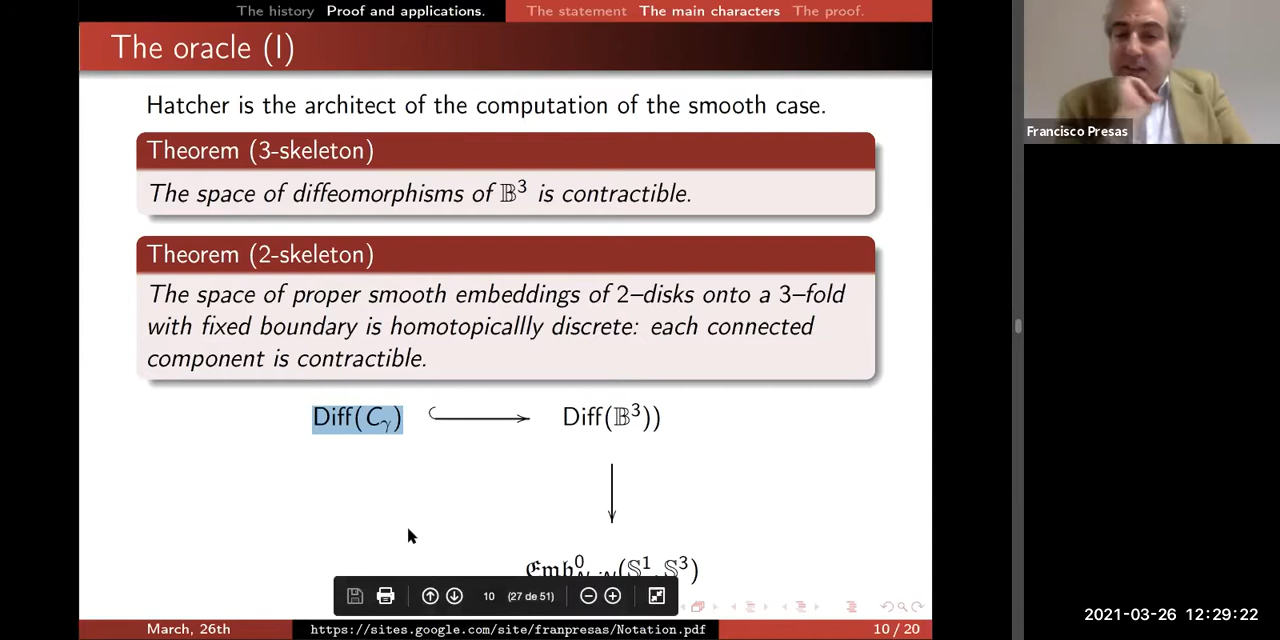 The history Proof and applications. The statement The main characters The proof.
The oracle (I)
Hatcher is the architect of the computation of the smooth case.
Theorem (3-skeleton)
The space of diffeomorphisms of 𝔹³ is contractible.
Theorem (2-skeleton)
The space of proper smooth embeddings of 2–disks onto a 3–fold
with fixed boundary is homotopicallly discrete: each connected
component is contractible.
Diff(Cγ) Diff(𝔹³))
𝔈𝔪𝔟⁰ (𝕊¹, 𝕊³)
10 (27 de 51)
March, 26th https://sites.google.com/site/franpresas/Notation.pdf 10 / 20
Francisco Presas
2021-03-26 12:29:22